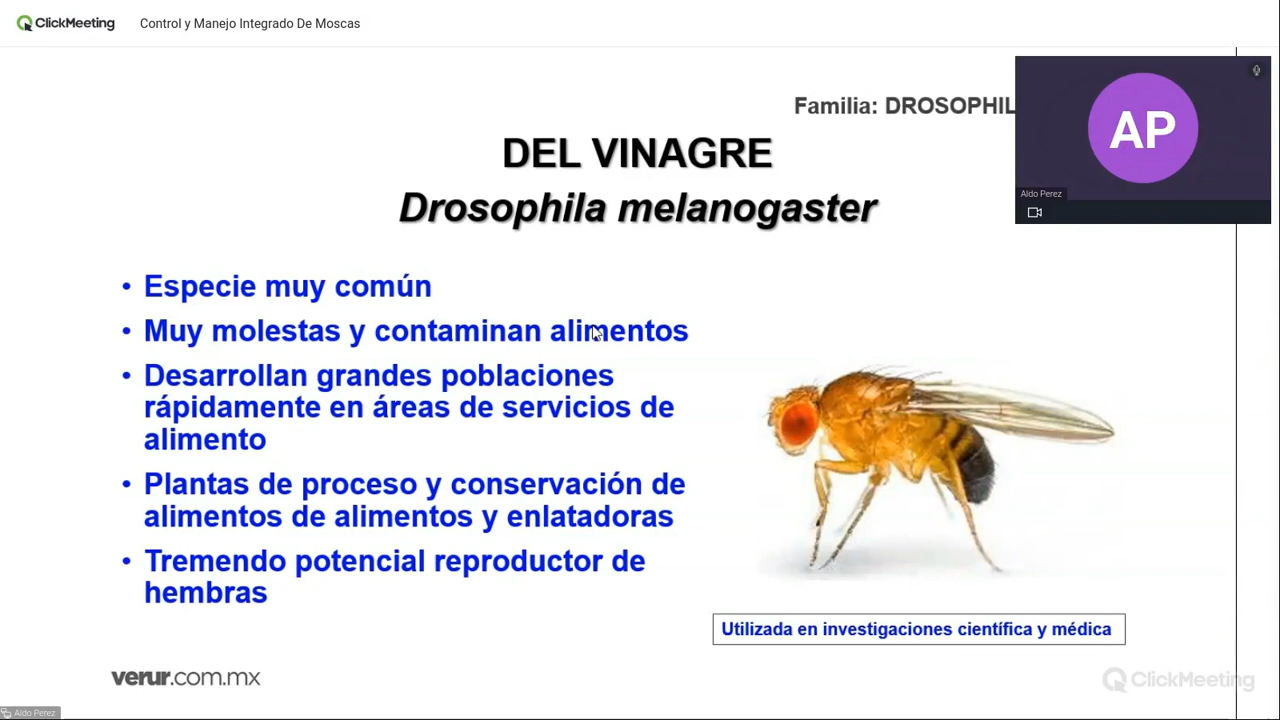 ClickMeeting Control y Manejo Integrado De Moscas
Familia: DROSOPHIL
AP
Aldo Perez
DEL VINAGRE
Drosophila melanogaster
• Especie muy común
• Muy molestas y contaminan alimentos
• Desarrollan grandes poblaciones
rápidamente en áreas de servicios de
alimento
• Plantas de proceso y conservación de
alimentos de alimentos y enlatadoras
• Tremendo potencial reproductor de
hembras
Utilizada en investigaciones científica y médica
verur.com.mx
ClickMeeting
Aldo Perez